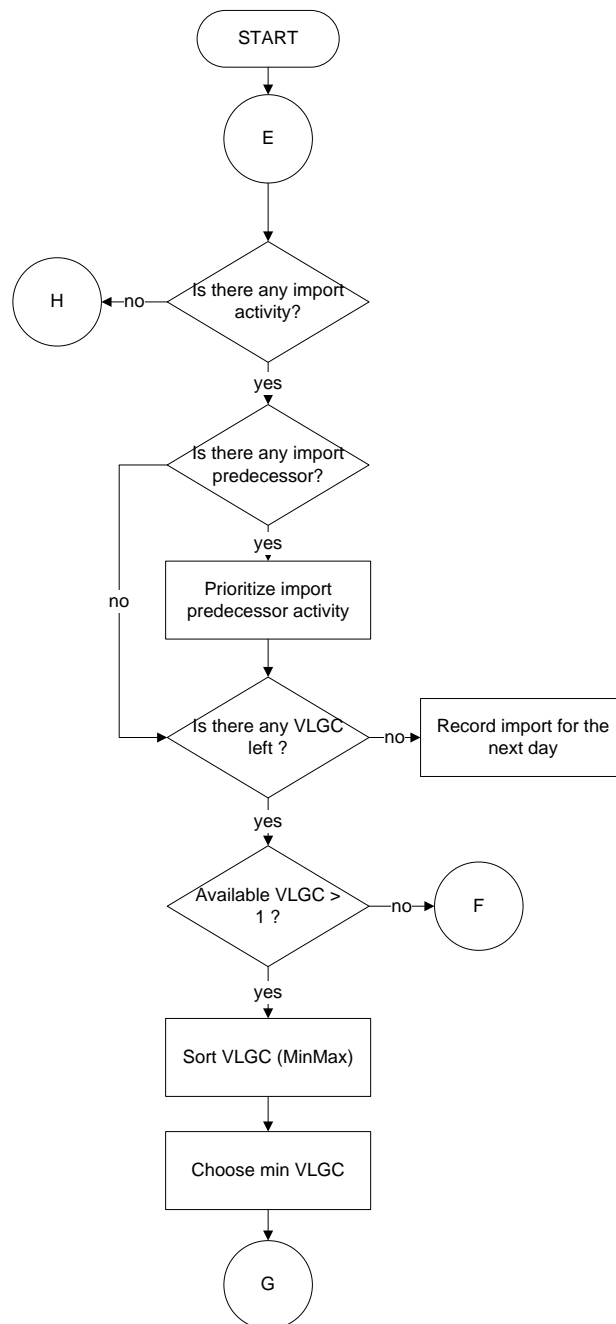 START
E
Is there any import
activity?
no
H
yes
Is there any import
predecessor?
yes
no
Prioritize import
predecessor activity
Is there any VLGC
left ?
no
Record import for the
next day
yes
Available VLGC >
1 ?
no
F
yes
Sort VLGC (MinMax)
Choose min VLGC
G